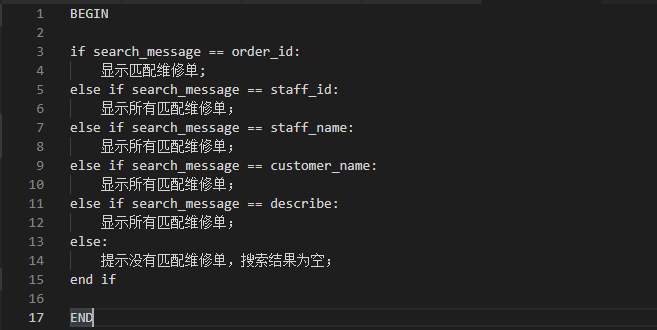 1 BEGIN
2
3 if search_message == order_id:
4 显示匹配维修单;
5 else if search_message == staff_id:
6 显示所有匹配维修单;
7 else if search_message == staff_name:
8 显示所有匹配维修单;
9 else if search_message == customer_name:
10 显示所有匹配维修单;
11 else if search_message == describe:
12 显示所有匹配维修单;
13 else:
14 提示没有匹配维修单，搜索结果为空;
15 end if
16
17 END